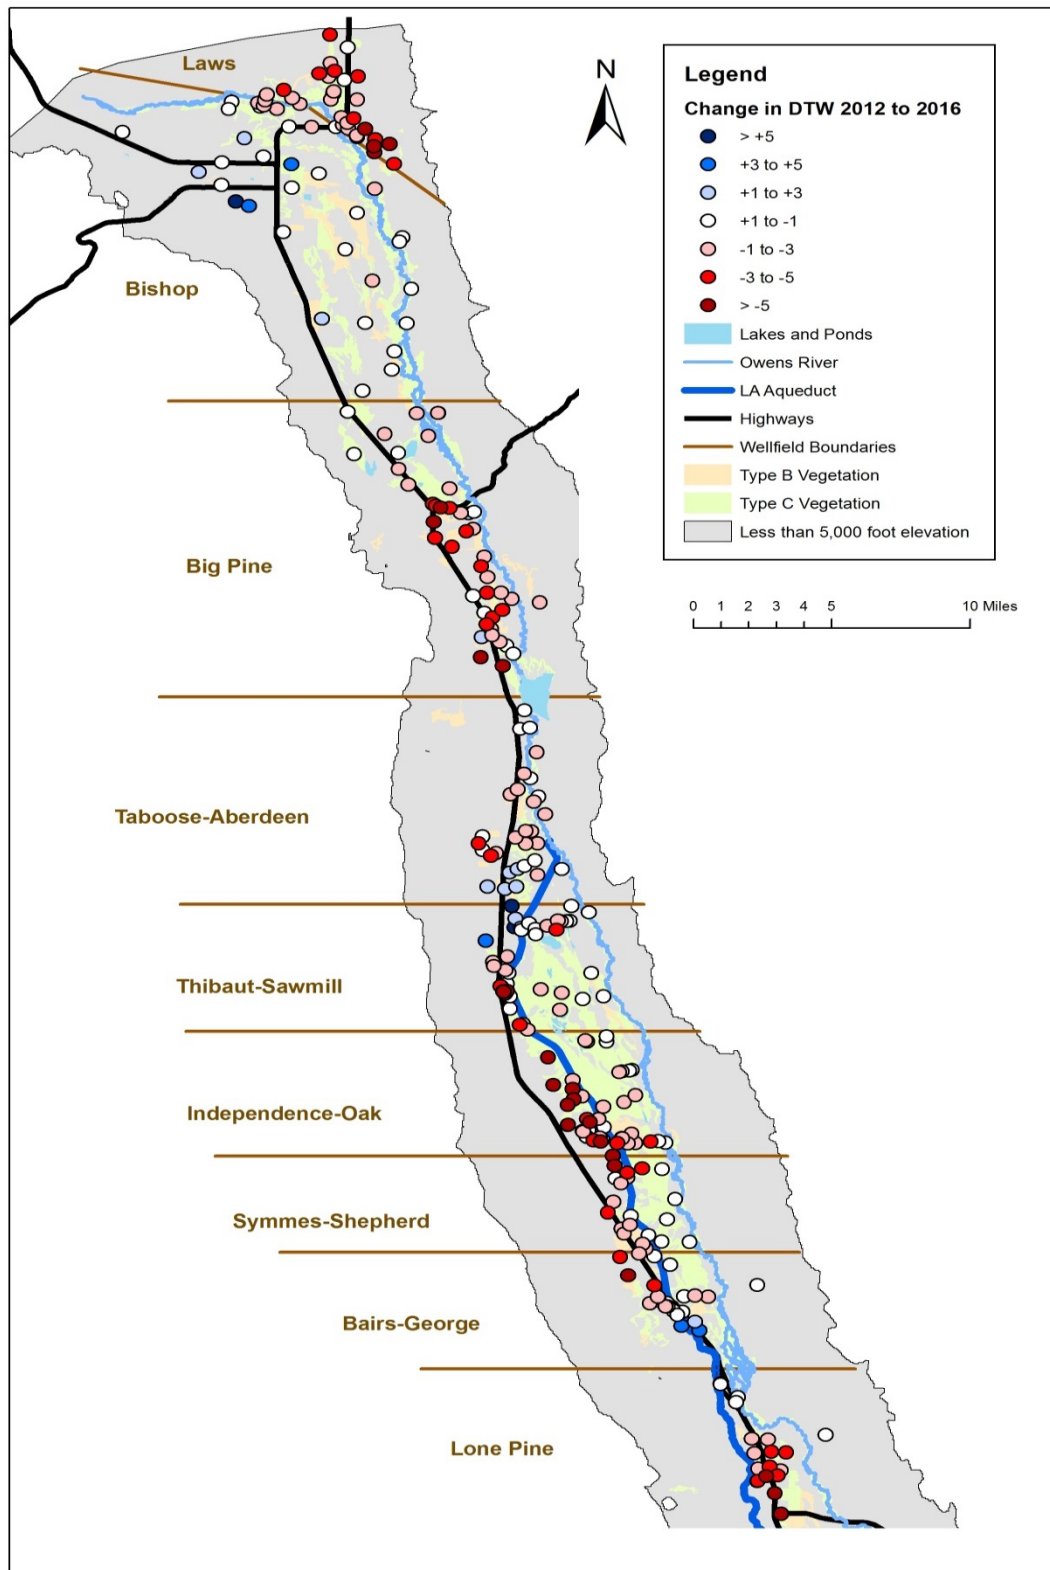 Laws
Bishop
Big Pine
Taboose-Aberdeen
Thibaut-Sawmill
Independence-Oak
Symmes-Shepherd
Bairs-George
Lone Pine
N
Legend
Change in DTW 2012 to 2016
> +5
+3 to +5
+1 to +3
+1 to -1
-1 to -3
-3 to -5
> -5
Lakes and Ponds
Owens River
LA Aqueduct
Highways
Wellfield Boundaries
Type B Vegetation
Type C Vegetation
Less than 5,000 foot elevation
0 1 2 3 4 5 10 Miles